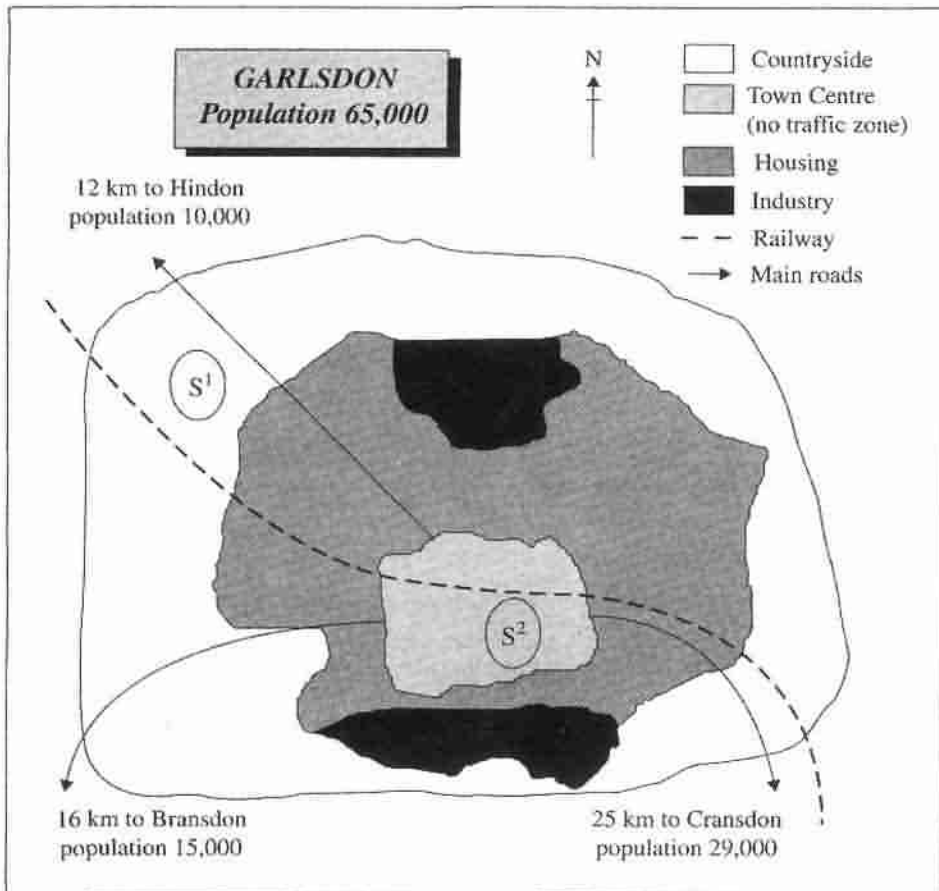 GARLSDON
Population 65,000
N
Countryside
Town Centre
(no traffic zone)
Housing
Industry
Railway
Main roads
12 km to Hindon
population 10,000
S¹
S²
16 km to Bransdon
population 15,000
25 km to Cransdon
population 29,000